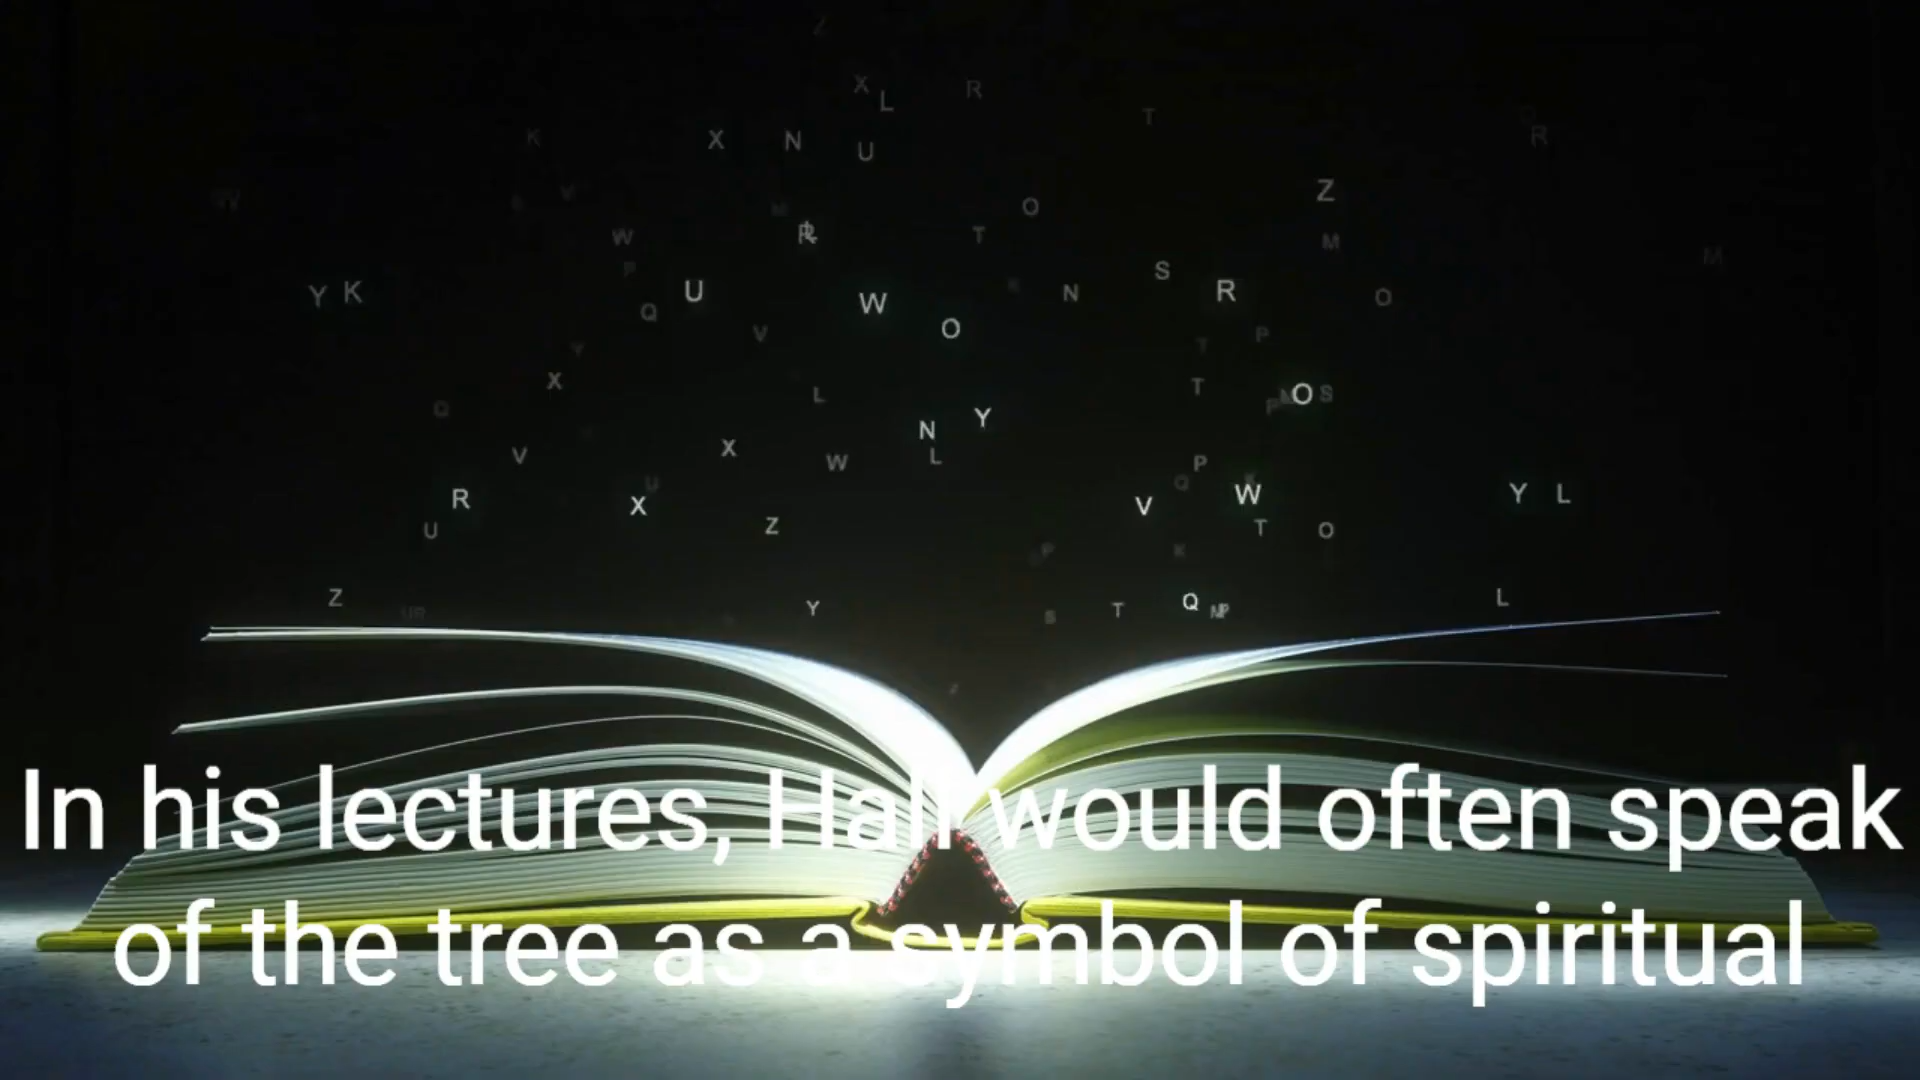 In his lectures, Hall would often speak
of the tree as a symbol of spiritual